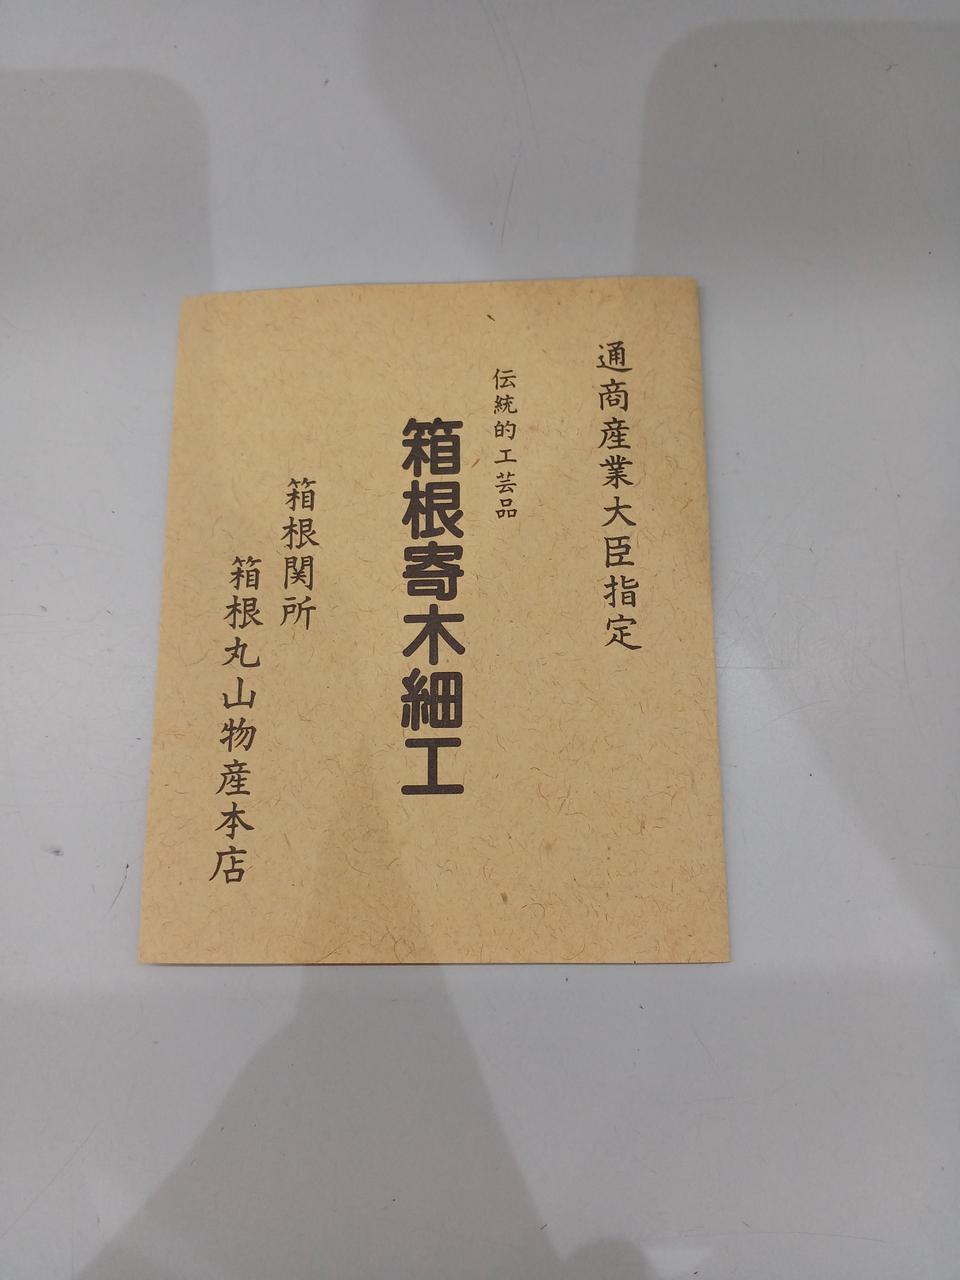 通商産業大臣指定
伝統的工芸品
箱根寄木細工
箱根関所
箱根丸山物産本店